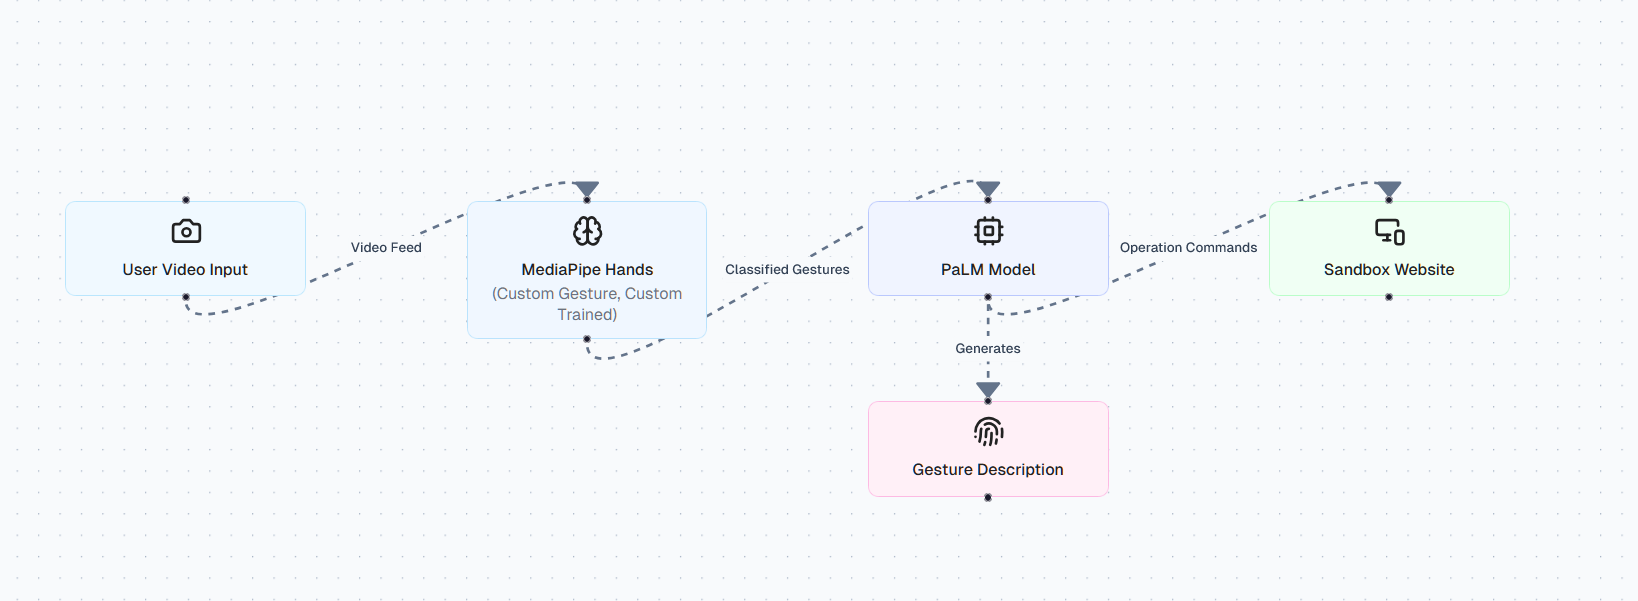 User Video Input
Video Feed
MediaPipe Hands
(Custom Gesture, Custom
Trained)
Classified Gestures
PaLM Model
Operation Commands
Sandbox Website
Generates
Gesture Description